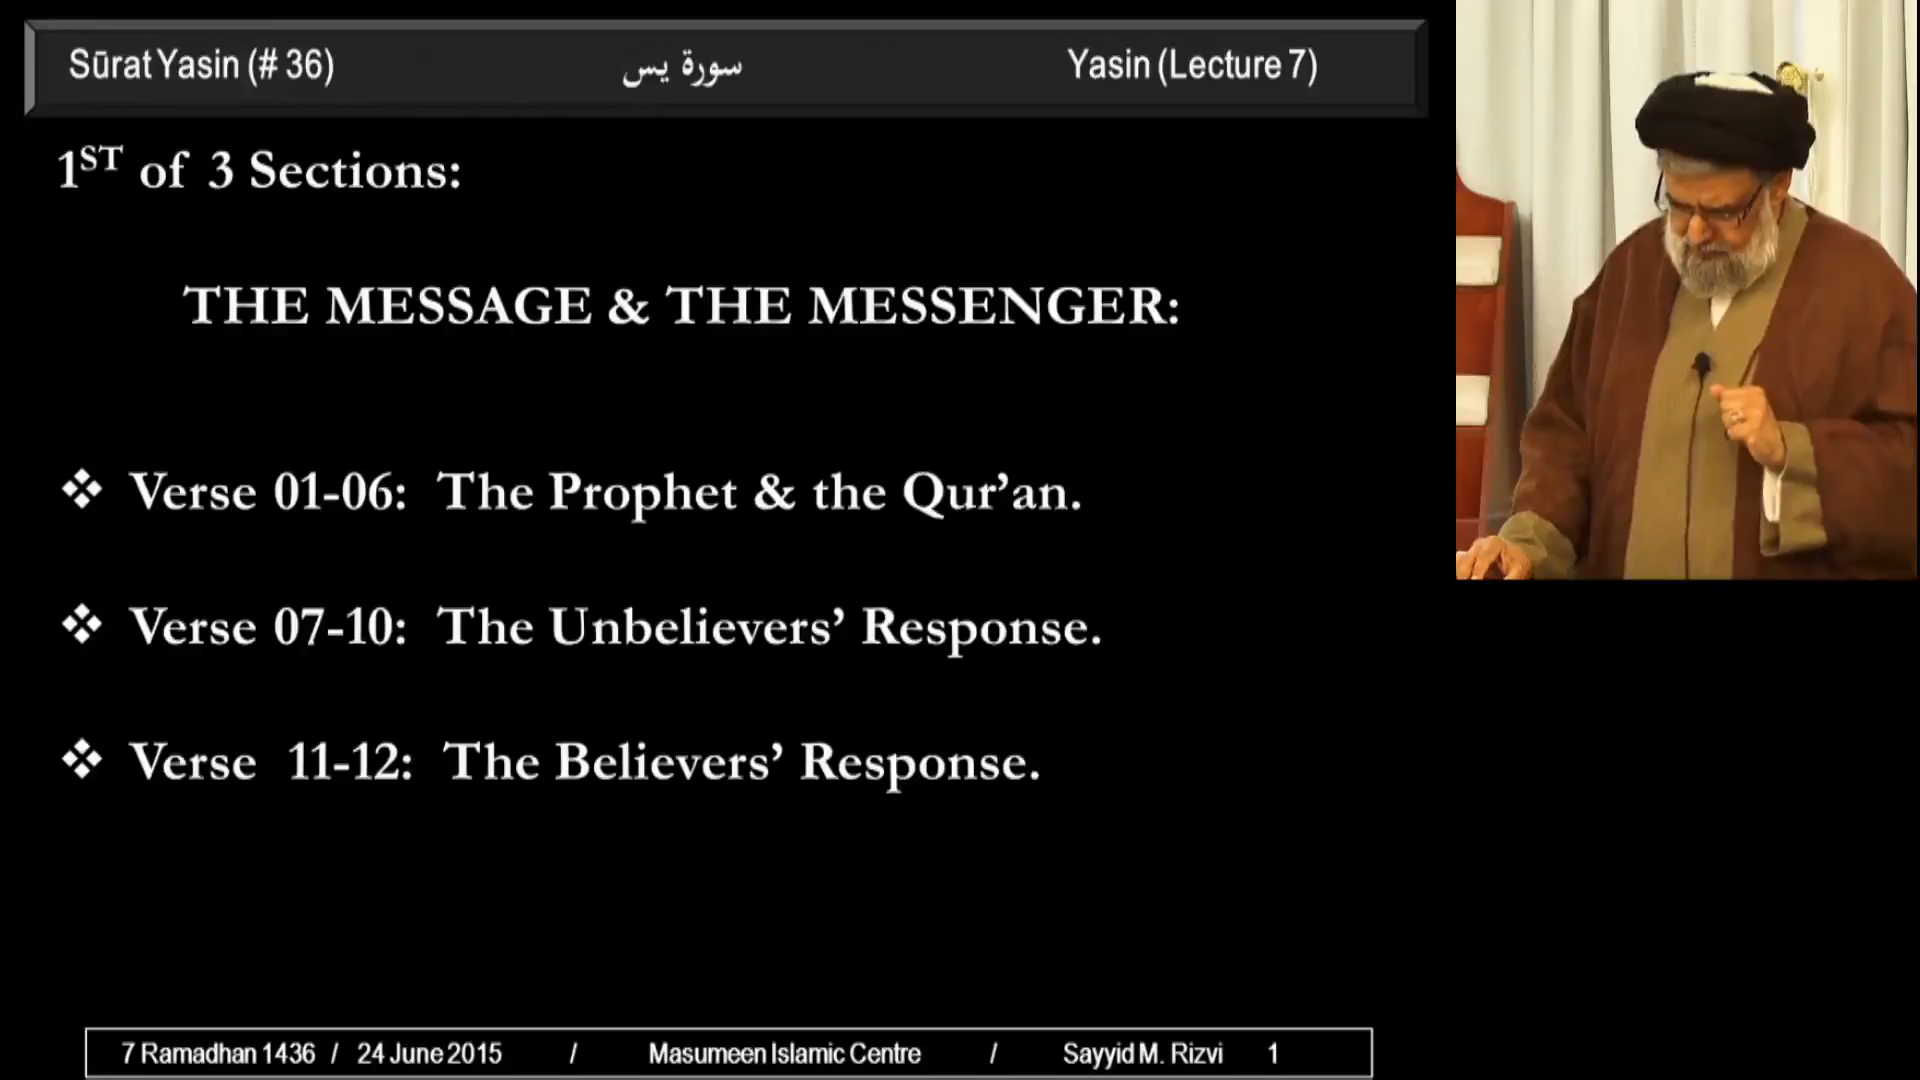 Sūrat Yasin (# 36) سورة يس Yasin (Lecture 7)
1ST of 3 Sections:
THE MESSAGE & THE MESSENGER:
❖ Verse 01-06: The Prophet & the Qur’an.
❖ Verse 07-10: The Unbelievers’ Response.
❖ Verse 11-12: The Believers’ Response.
7 Ramadhan 1436 / 24 June 2015 / Masumeen Islamic Centre / Sayyid M. Rizvi 1